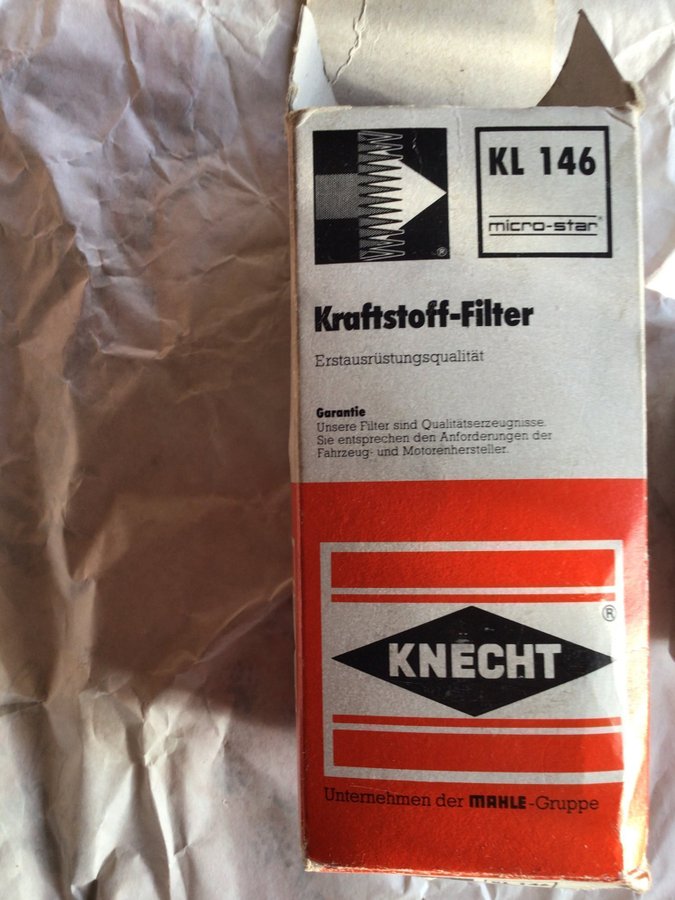 KL 146
micro-star®
®
Kraftstoff-Filter
Erstausrüstungsqualität
Garantie
Unsere Filter sind Qualitätserzeugnisse.
Sie entsprechen den Anforderungen der
Fahrzeug- und Motorenhersteller.
®
KNECHT
Unternehmen der MAHLE-Gruppe